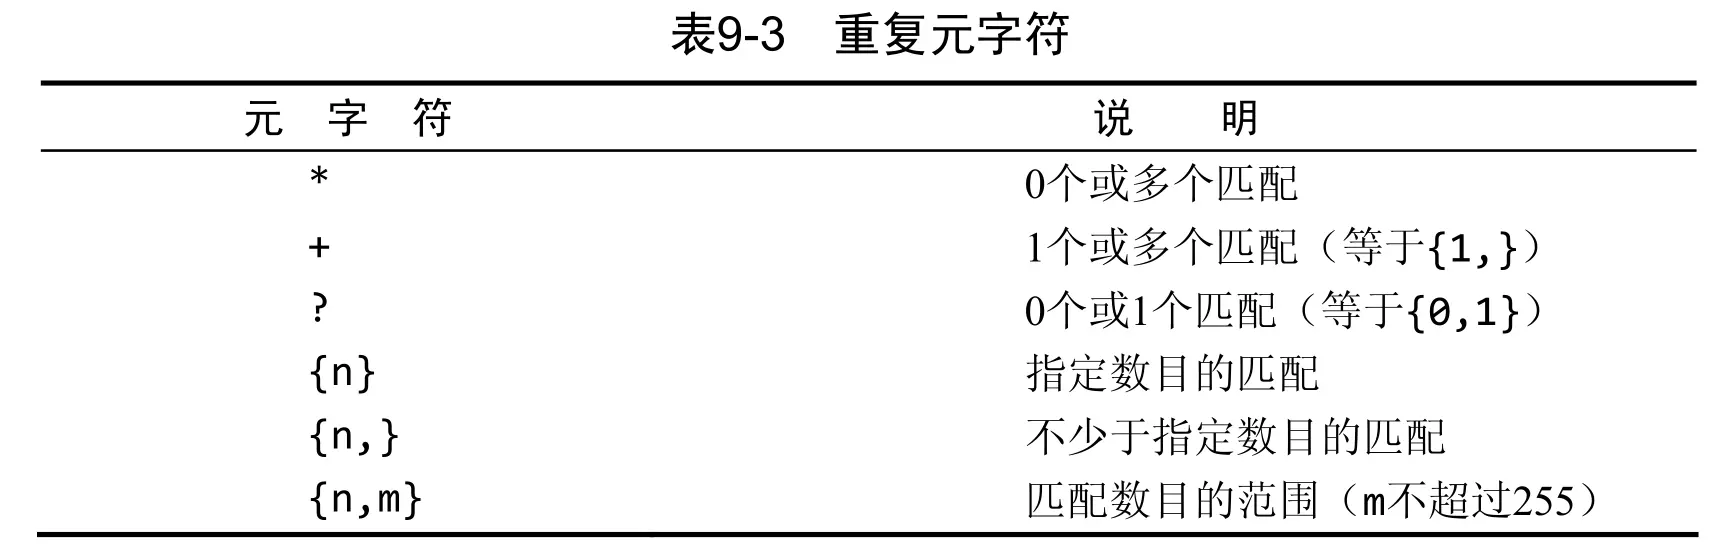 表9-3 重复元字符
元 字 符 说 明
* 0个或多个匹配
+ 1个或多个匹配（等于{1,}）
? 0个或1个匹配（等于{0,1}）
{n} 指定数目的匹配
{n,} 不少于指定数目的匹配
{n,m} 匹配数目的范围（m不超过255）